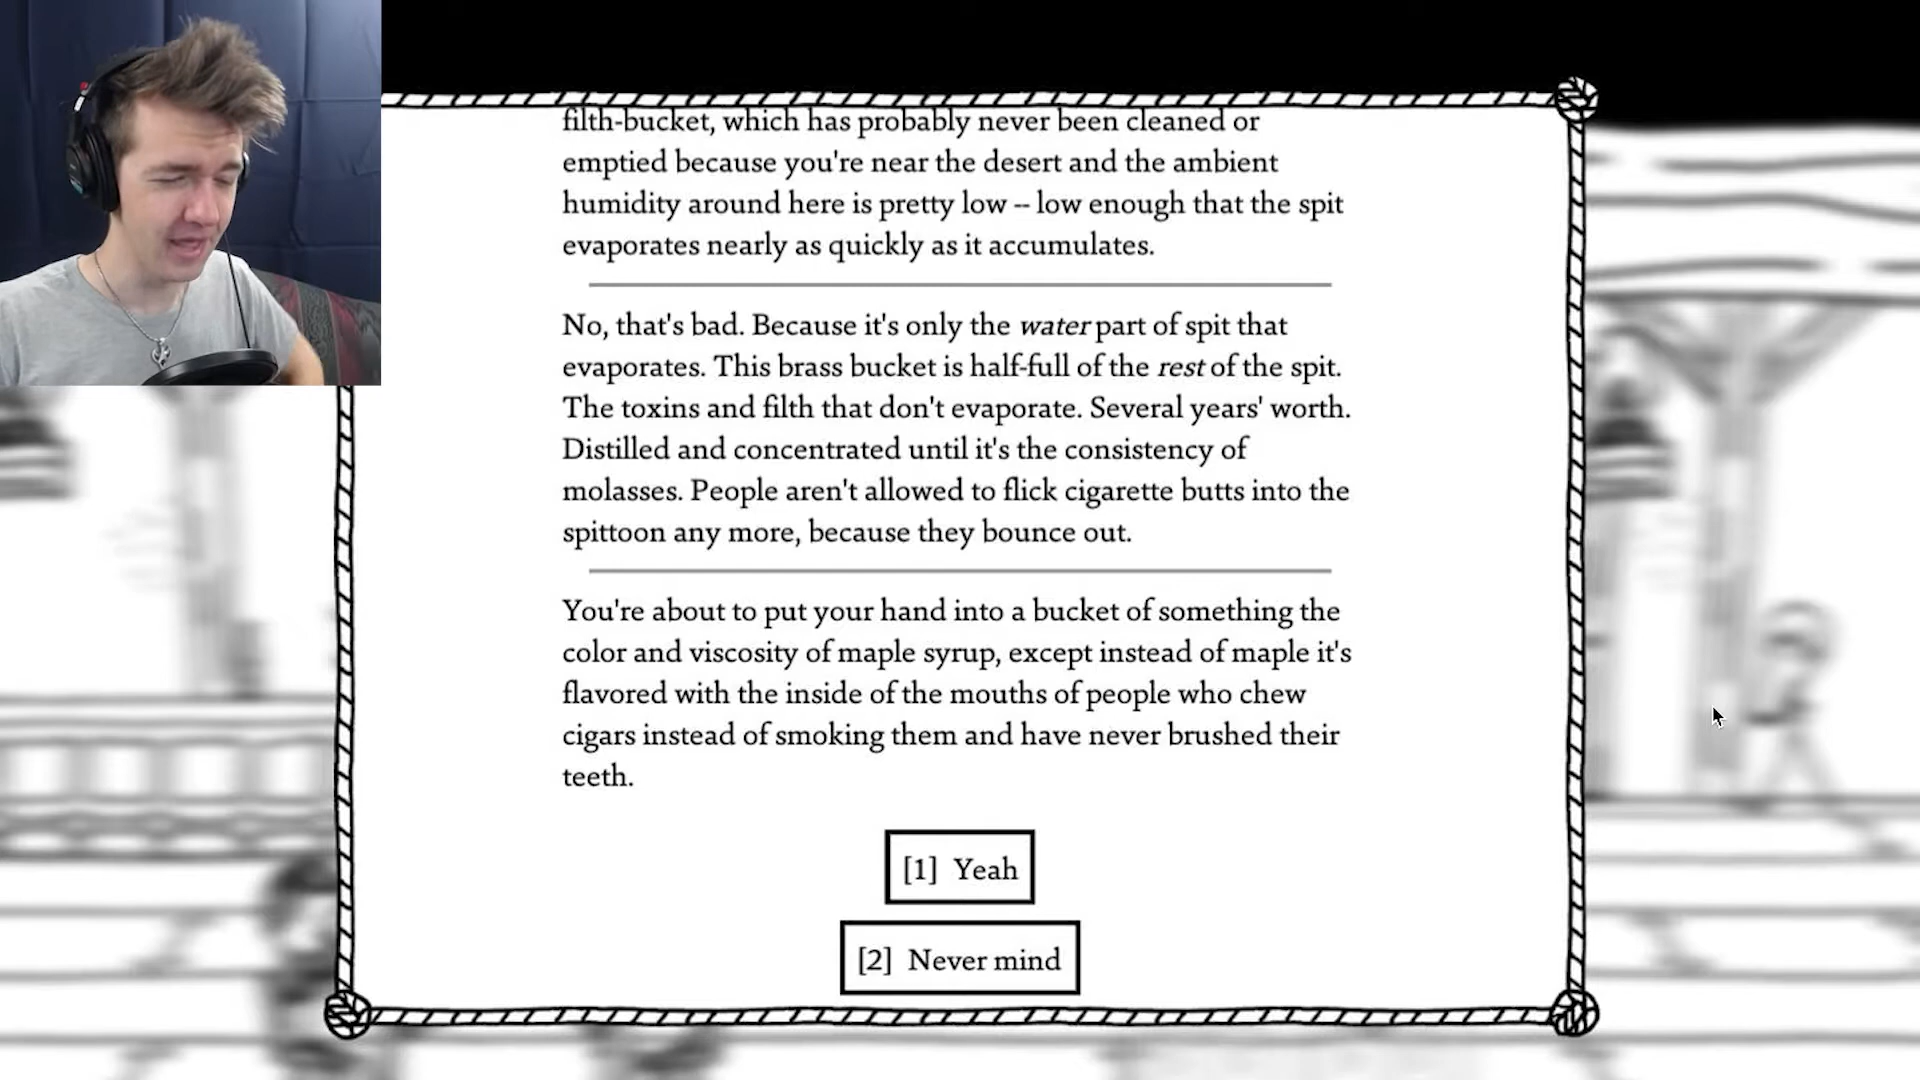 filth-bucket, which has probably never been cleaned or
emptied because you're near the desert and the ambient
humidity around here is pretty low -- low enough that the spit
evaporates nearly as quickly as it accumulates.
No, that's bad. Because it's only the water part of spit that
evaporates. This brass bucket is half-full of the rest of the spit.
The toxins and filth that don't evaporate. Several years' worth.
Distilled and concentrated until it's the consistency of
molasses. People aren't allowed to flick cigarette butts into the
spittoon any more, because they bounce out.
You're about to put your hand into a bucket of something the
color and viscosity of maple syrup, except instead of maple it's
flavored with the inside of the mouths of people who chew
cigars instead of smoking them and have never brushed their
teeth.
[1] Yeah
[2] Never mind